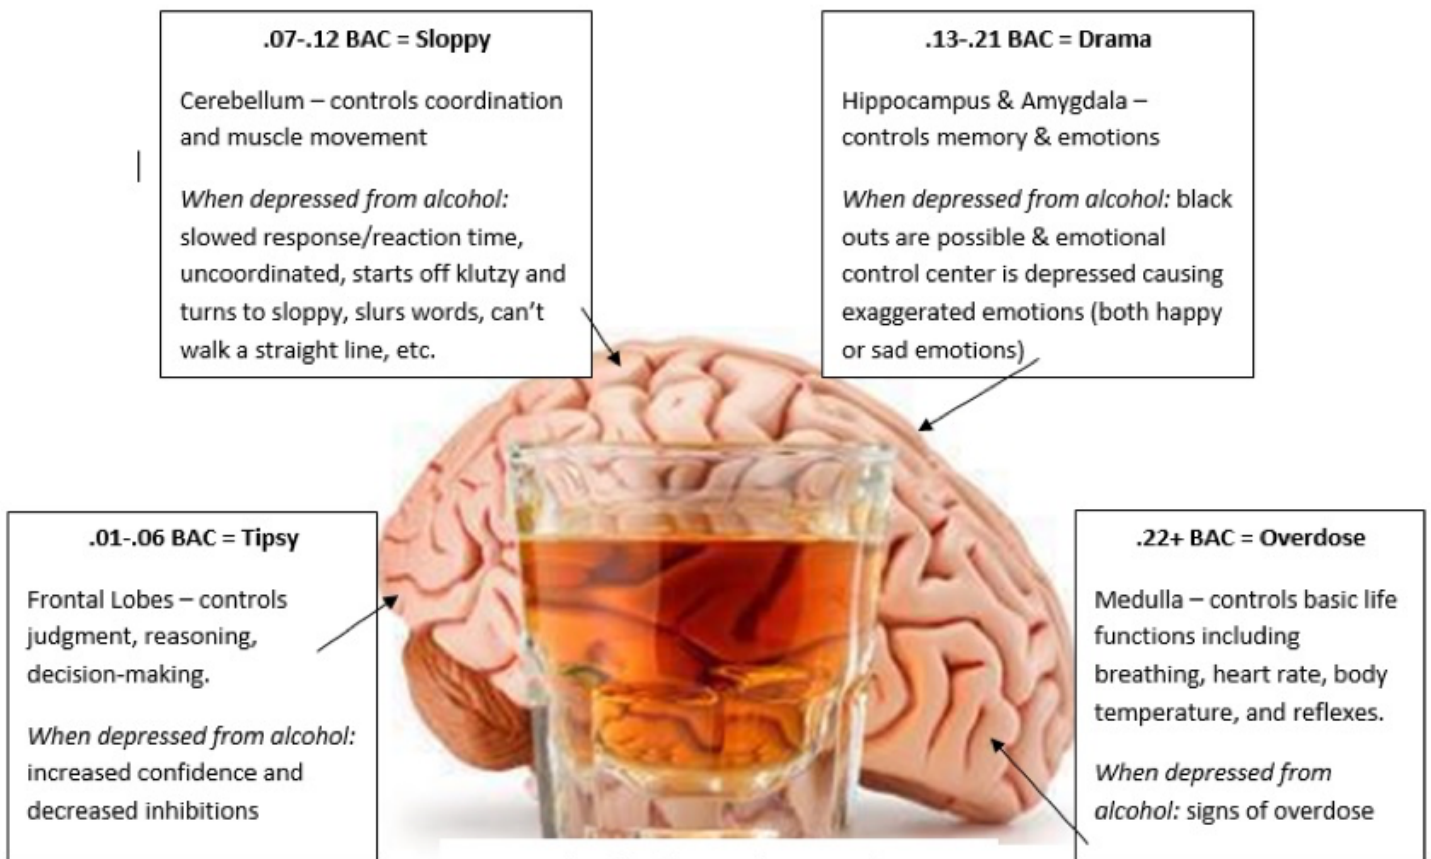 .07-.12 BAC = Sloppy
Cerebellum – controls coordination
and muscle movement
When depressed from alcohol:
slowed response/reaction time,
uncoordinated, starts off klutzy and
turns to sloppy, slurs words, can't
walk a straight line, etc.
.13-.21 BAC = Drama
Hippocampus & Amygdala –
controls memory & emotions
When depressed from alcohol: black
outs are possible & emotional
control center is depressed causing
exaggerated emotions (both happy
or sad emotions)
.01-.06 BAC = Tipsy
Frontal Lobes – controls
judgment, reasoning,
decision-making.
When depressed from alcohol:
increased confidence and
decreased inhibitions
.22+ BAC = Overdose
Medulla – controls basic life
functions including
breathing, heart rate, body
temperature, and reflexes.
When depressed from
alcohol: signs of overdose